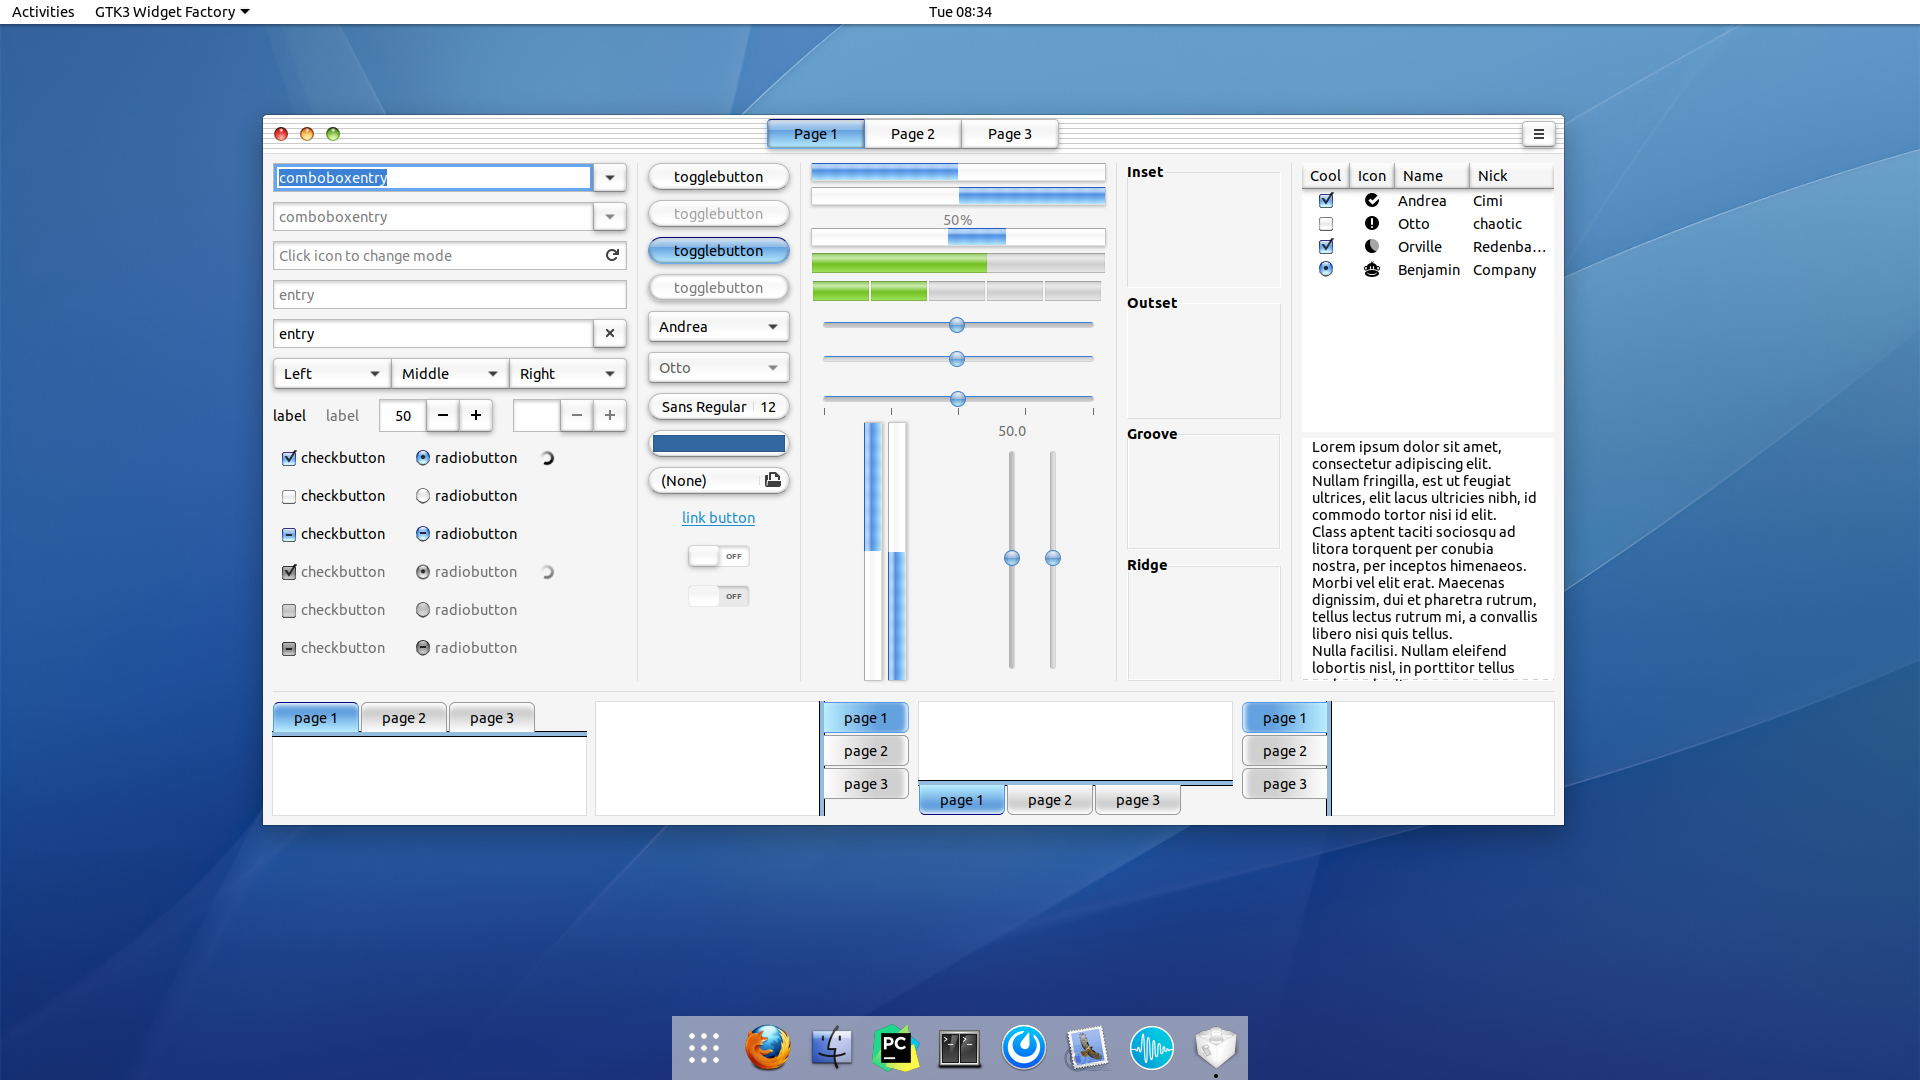 Activities
GTK3 Widget Factory
Tue 08:34
Page 1
Page 2
Page 3
comboboxentry
comboboxentry
Click icon to change mode
entry
entry
Left
Middle
Right
label
label
50
checkbutton
radiobutton
checkbutton
radiobutton
checkbutton
radiobutton
checkbutton
radiobutton
checkbutton
radiobutton
checkbutton
radiobutton
togglebutton
togglebutton
togglebutton
togglebutton
Andrea
Otto
Sans Regular 12
(None)
link button
OFF
OFF
50%
50.0
Inset
Outset
Groove
Ridge
Cool Icon Name Nick
Andrea Cimi
Otto chaotic
Orville Redenba...
Benjamin Company
Lorem ipsum dolor sit amet,
consectetur adipiscing elit.
Nullam fringilla, est ut feugiat
ultrices, elit lacus ultricies nibh, id
commodo tortor nisi id elit.
Class aptent taciti sociosqu ad
litora torquent per conubia
nostra, per inceptos himenaeos.
Morbi vel elit erat. Maecenas
dignissim, dui et pharetra rutrum,
tellus lectus rutrum mi, a convallis
libero nisi quis tellus.
Nulla facilisi. Nullam eleifend
lobortis nisl, in porttitor tellus
page 1
page 2
page 3
page 1
page 2
page 3
page 1
page 2
page 3
page 1
page 2
page 3
PC